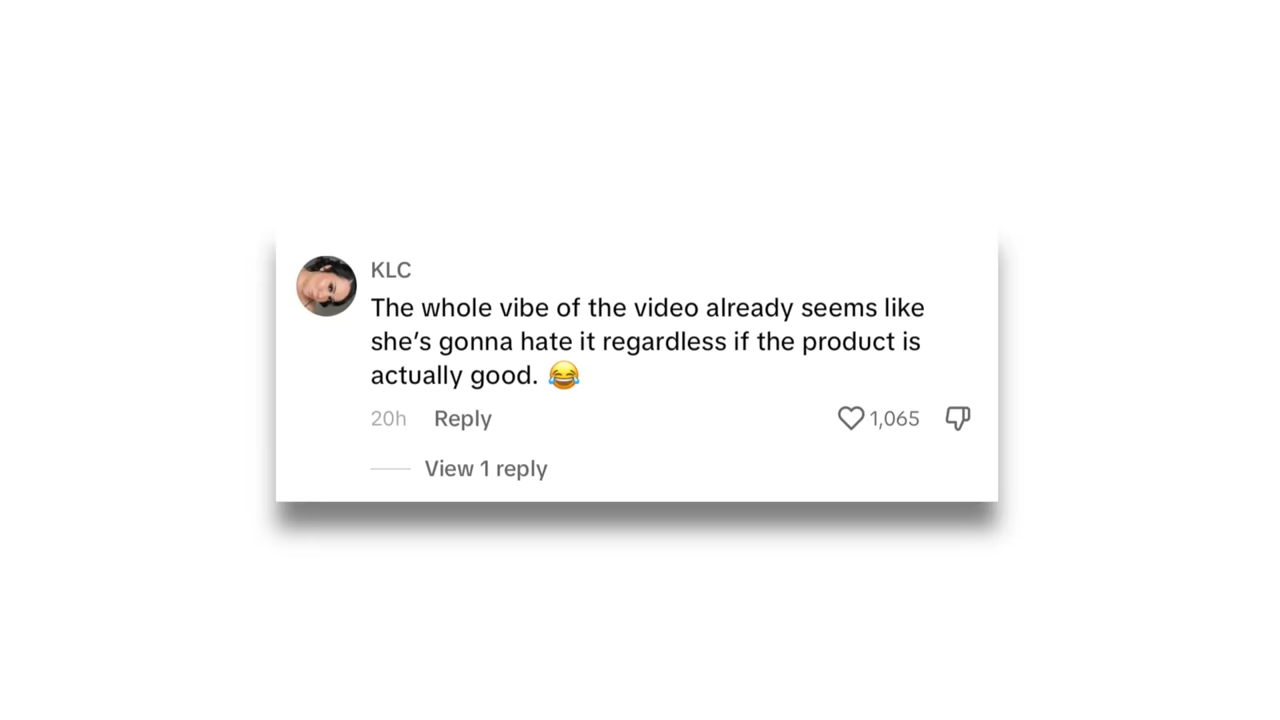 KLC
The whole vibe of the video already seems like
she’s gonna hate it regardless if the product is
actually good. 😂
20h Reply 1,065
View 1 reply